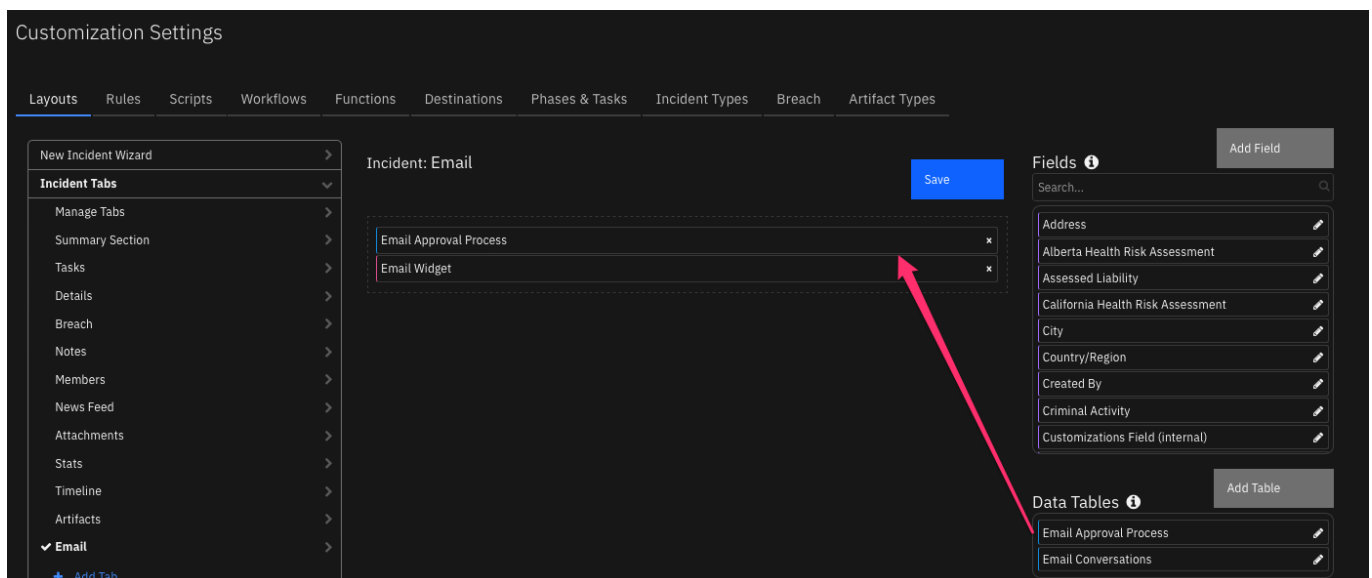 Customization Settings
Layouts Rules Scripts Workflows Functions Destinations Phases & Tasks Incident Types Breach Artifact Types
New Incident Wizard
Incident Tabs
Manage Tabs
Summary Section
Tasks
Details
Breach
Notes
Members
News Feed
Attachments
Stats
Timeline
Artifacts
Email
+ Add Tab
Incident: Email
Save
Email Approval Process
Email Widget
Fields
Add Field
Search...
Address
Alberta Health Risk Assessment
Assessed Liability
California Health Risk Assessment
City
Country/Region
Created By
Criminal Activity
Customizations Field (internal)
Data Tables
Add Table
Email Approval Process
Email Conversations